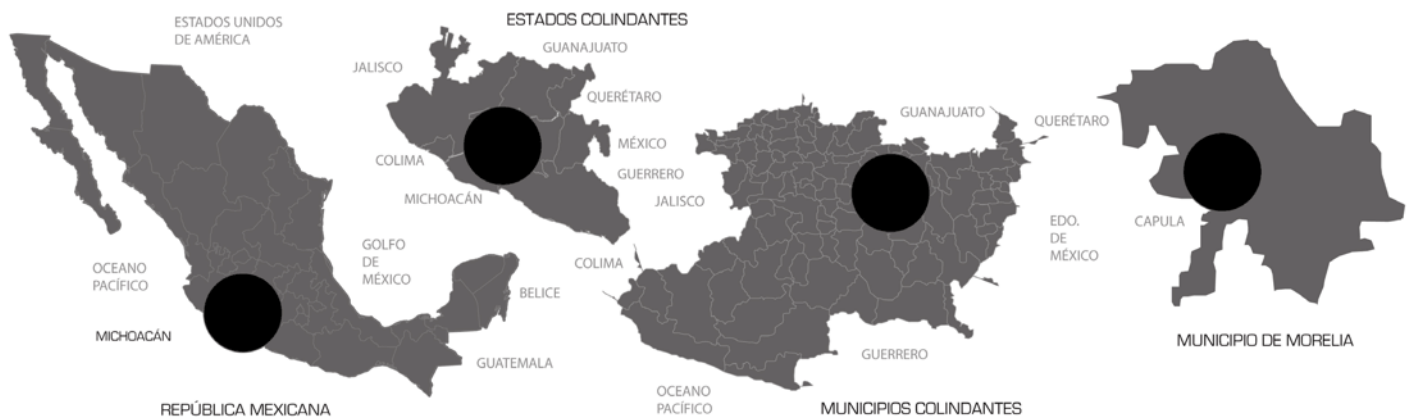 ESTADOS UNIDOS
DE AMÉRICA
OCEANO
PACÍFICO
GOLFO
DE
MÉXICO
BELICE
MICHOACÁN
GUATEMALA
REPÚBLICA MEXICANA
ESTADOS COLINDANTES
GUANAJUATO
JALISCO
QUERÉTARO
MÉXICO
COLIMA
GUERRERO
MICHOACÁN
GUANAJUATO
QUERÉTARO
JALISCO
EDO.
DE
MÉXICO
COLIMA
GUERRERO
OCEANO
PACÍFICO
MUNICIPIOS COLINDANTES
CAPULA
MUNICIPIO DE MORELIA